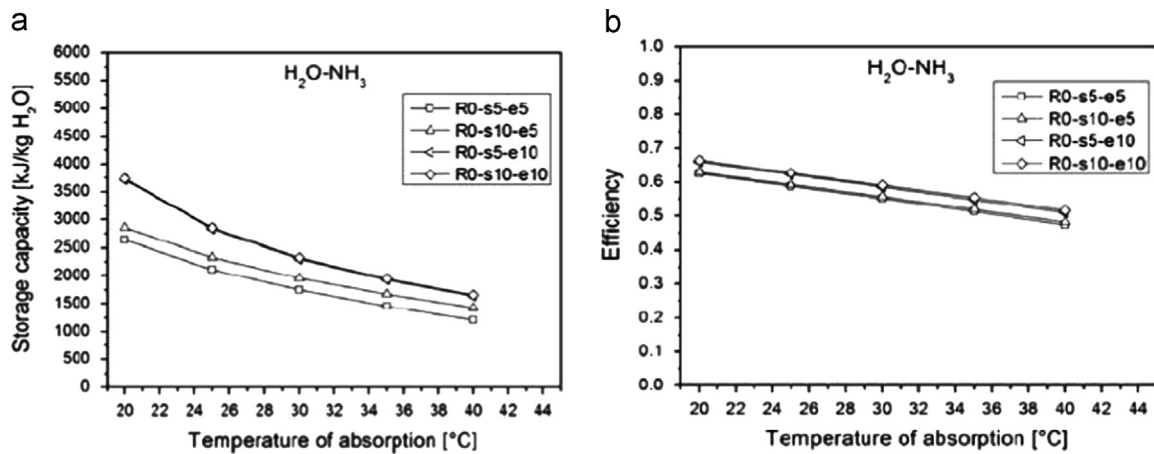 a
6000
5500
5000
4500
4000
3500
3000
2500
2000
1500
1000
500
0
Storage capacity [kJ/kg H₂O]
H₂O-NH₃
R0-s5-e5
R0-s10-e5
R0-s5-e10
R0-s10-e10
20 22 24 26 28 30 32 34 36 38 40 42 44
Temperature of absorption [°C]
b
1.0
0.9
0.8
0.7
0.6
0.5
0.4
0.3
0.2
0.1
0.0
Efficiency
H₂O-NH₃
R0-s5-e5
R0-s10-e5
R0-s5-e10
R0-s10-e10
20 22 24 26 28 30 32 34 36 38 40 42 44
Temperature of absorption [°C]